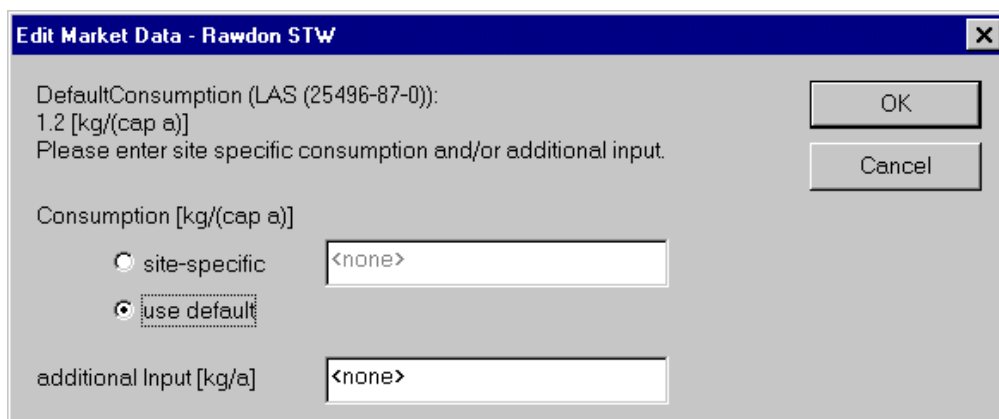 Edit Market Data - Rawdon STW
DefaultConsumption (LAS (25496-87-0)):
1.2 [kg/(cap a)]
Please enter site specific consumption and/or additional input.
OK
Cancel
Consumption [kg/(cap a)]
site-specific
<none>
use default
additional Input [kg/a]
<none>